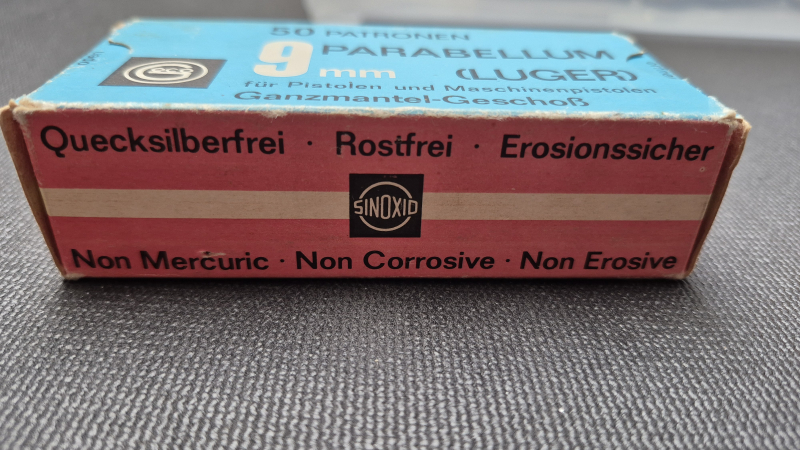 50 PATRONEN
9 mm PARABELLUM
(LUGER)
für Pistolen und Maschinenpistolen
Ganzmantel-Geschoß
Quecksilberfrei · Rostfrei · Erosionssicher
SINOXID
Non Mercuric · Non Corrosive · Non Erosive